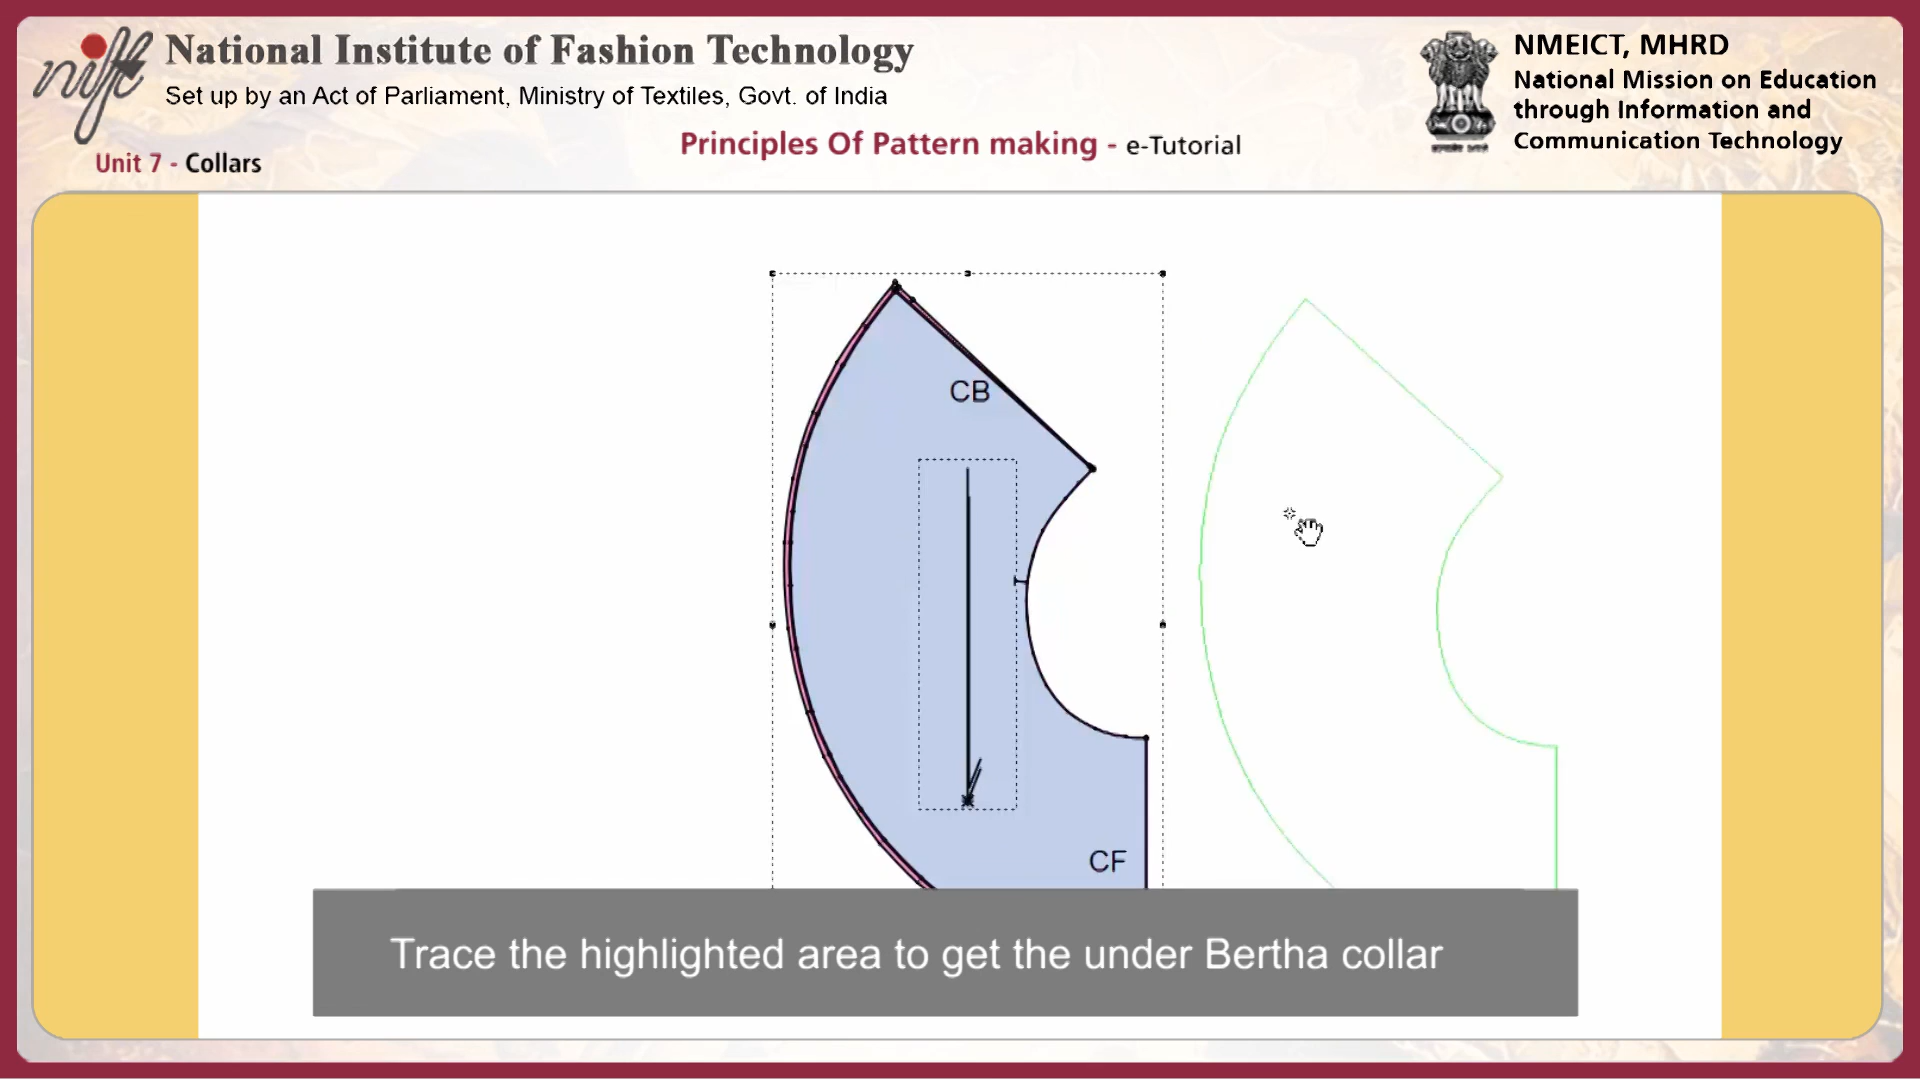 nift
National Institute of Fashion Technology
Set up by an Act of Parliament, Ministry of Textiles, Govt. of India
NMEICT, MHRD
National Mission on Education
through Information and
Communication Technology
Principles Of Pattern making - e-Tutorial
Unit 7 - Collars
CB
CF
Trace the highlighted area to get the under Bertha collar